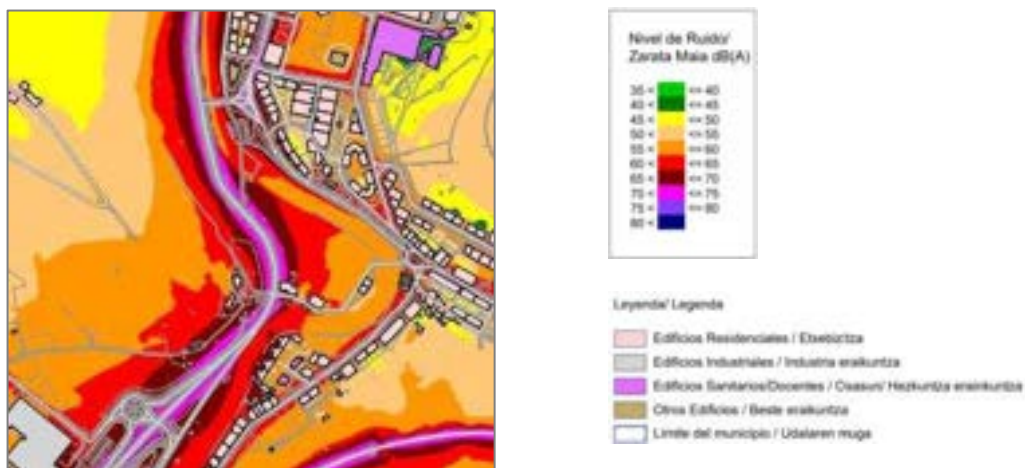 Nivel de Ruido/
Zarata Maia dB(A)
35 < <= 40
40 < <= 45
45 < <= 50
50 < <= 55
55 < <= 60
60 < <= 65
65 < <= 70
70 < <= 75
75 < <= 80
80 <
Leyenda/ Legenda
Edificios Residenciales / Etxebizitza
Edificios Industriales / Industria eraikuntza
Edificios Sanitarios/Docentes / Osasun/ Hezkuntza erainkuntza
Otros Edificios / Beste eraikuntza
Limite del municipio / Udalaren muga